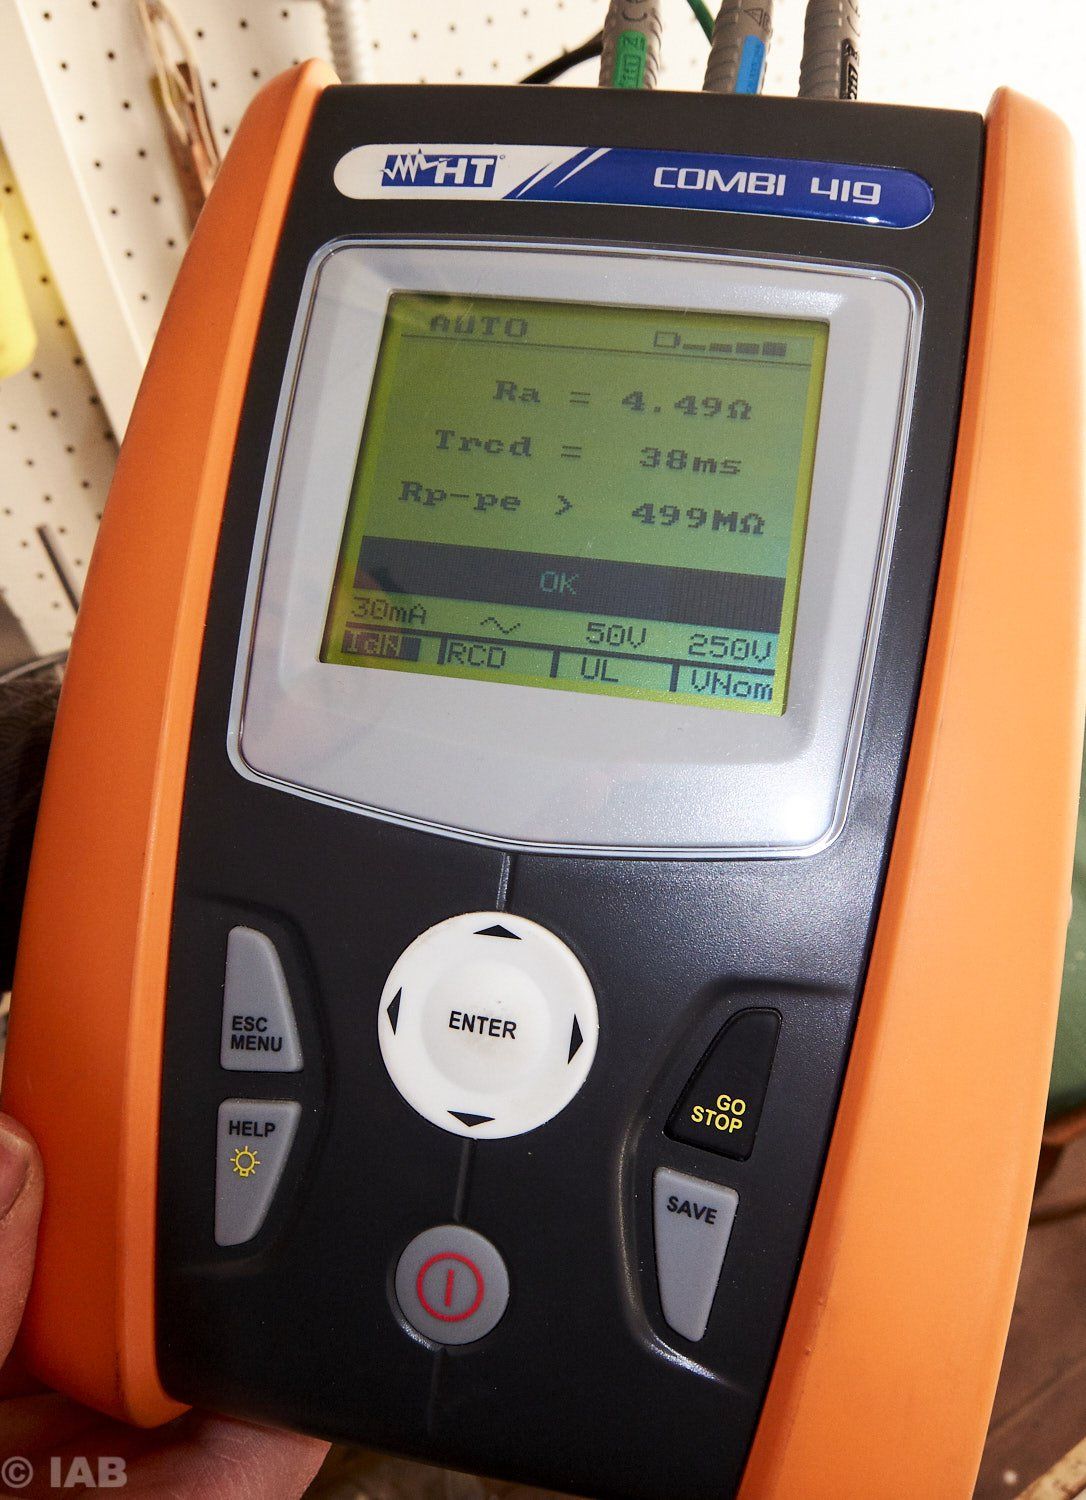 HT
COMBI 419
AUTO
Ra = 4.49Ω
Trcd = 38ms
Rp-pe > 499MΩ
OK
30mA ~ 50V 250V
IdN RCD UL VNom
ESC
MENU
ENTER
GO
STOP
HELP
SAVE
© IAB